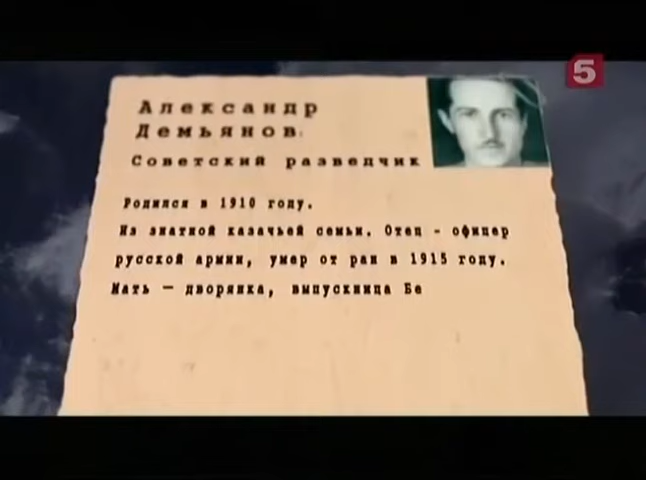 Александр
Демьянов
Советский разведчик
Родился в 1910 году.
Из знатной казачьей семьи. Отец - офицер
русской армии, умер от ран в 1915 году.
Мать — дворянка, выпускница Бе
5